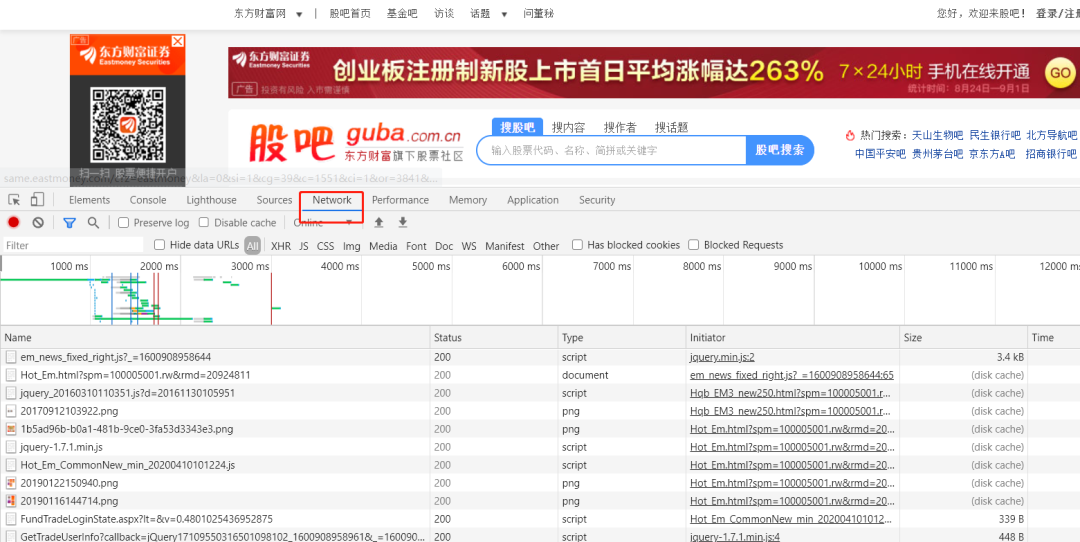 东方财富网 ▼ | 股吧首页 基金吧 访谈 话题 ▼ 问董秘 您好，欢迎来股吧！ 登录/注册
广告
东方财富证券
Eastmoney Securities
扫一扫 股票便捷开户
东方财富证券
Eastmoney Securities
创业板注册制新股上市首日平均涨幅达263% 7×24小时 手机在线开通 GO
广告 投资有风险 入市需谨慎 统计时间：8月24日—9月1日
股吧 guba.com.cn
东方财富旗下股票社区
搜股吧 搜内容 搜作者 搜话题
输入股票代码、名称、简拼或关键字 股吧搜索
热门搜索：天山生物吧 民生银行吧 北方导航吧
中国平安吧 贵州茅台吧 京东方A吧 招商银行吧
Elements Console Lighthouse Sources Network Performance Memory Application Security
Preserve log Disable cache Online ▼
Filter Hide data URLs All XHR JS CSS Img Media Font Doc WS Manifest Other Has blocked cookies Blocked Requests
1000 ms 2000 ms 3000 ms 4000 ms 5000 ms 6000 ms 7000 ms 8000 ms 9000 ms 10000 ms 11000 ms 12000 ms
Name Status Type Initiator Size Time
em_news_fixed_right.js?_=1600908958644 200 script jquery.min.js:2 3.4 kB
Hot_Em.html?spm=100005001.rw&rmd=20924811 200 document em_news_fixed_right.js?_=1600908958644:65 (disk cache)
jquery_20160310110351.js?d=20161130105951 200 script Hqb_EM3_new250.html?spm=100005001.r... (disk cache)
20170912103922.png 200 png Hqb_EM3_new250.html?spm=100005001.r... (disk cache)
1b5ad96b-b0a1-481b-9ce0-3fa53d3343e3.png 200 png Hot_Em.html?spm=100005001.rw&rmd=20... (disk cache)
jquery-1.7.1.min.js 200 script Hot_Em.html?spm=100005001.rw&rmd=20... (disk cache)
Hot_Em_CommonNew_min_20200410101224.js 200 script Hot_Em.html?spm=100005001.rw&rmd=20... (disk cache)
20190122150940.png 200 png Hot_Em.html?spm=100005001.rw&rmd=20... (disk cache)
20190116144714.png 200 png Hot_Em.html?spm=100005001.rw&rmd=20... (disk cache)
FundTradeLoginState.aspx?lt=&v=0.4801025436952875 200 script Hot_Em_CommonNew_min_202004101012... 339 B
GetTradeUserInfo?callback=jQuery17109550316501098102_1600908958961&_=160090... 200 script jquery-1.7.1.min.js:4 448 B